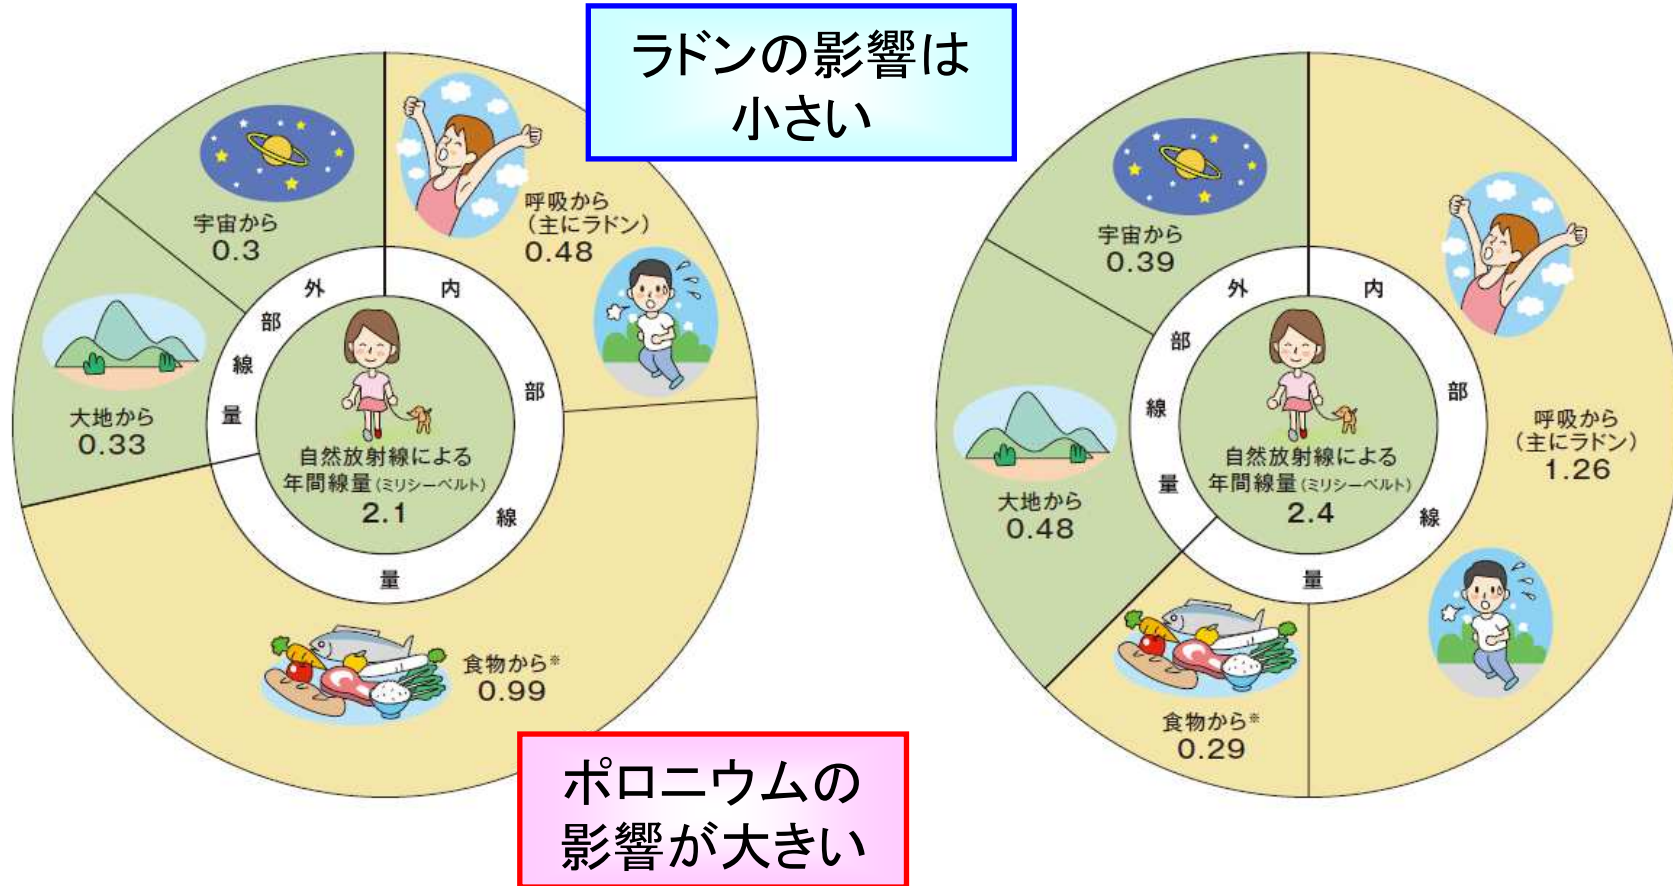 ラドンの影響は
小さい
宇宙から
0.3
呼吸から
(主にラドン)
0.48
大地から
0.33
外部線量
内部線量
自然放射線による
年間線量(ミリシーベルト)
2.1
食物から※
0.99
ポロニウムの
影響が大きい
宇宙から
0.39
呼吸から
(主にラドン)
1.26
大地から
0.48
外部線量
内部線量
自然放射線による
年間線量(ミリシーベルト)
2.4
食物から※
0.29